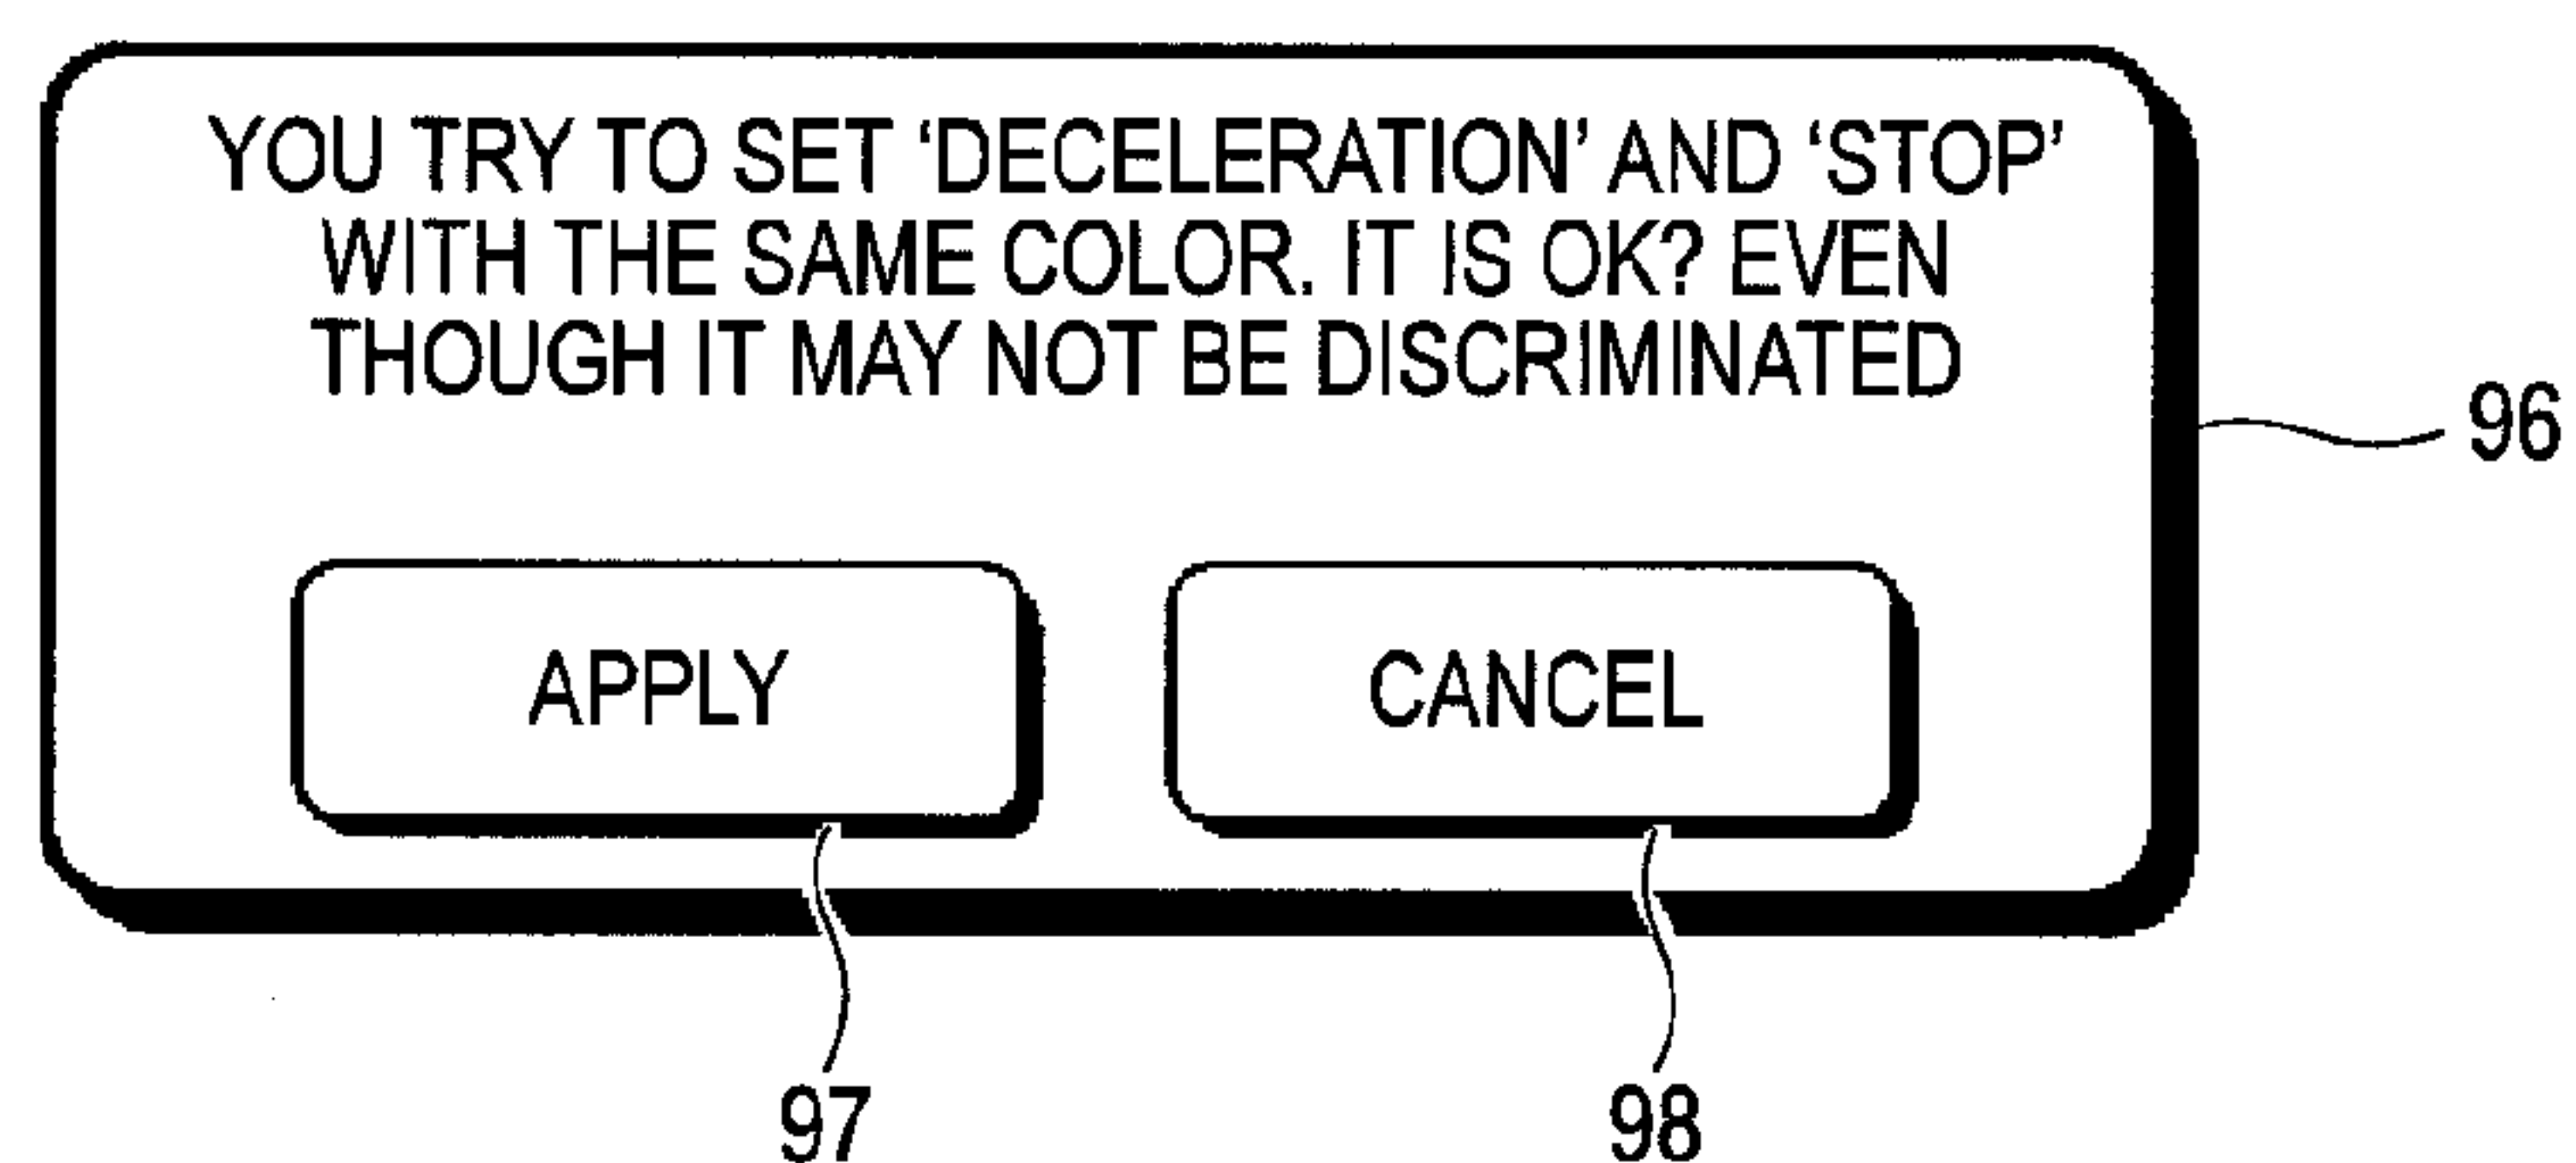 YOU TRY TO SET ‘DECELERATION’ AND ‘STOP’
WITH THE SAME COLOR. IT IS OK? EVEN
THOUGH IT MAY NOT BE DISCRIMINATED
96
APPLY
CANCEL
97
98